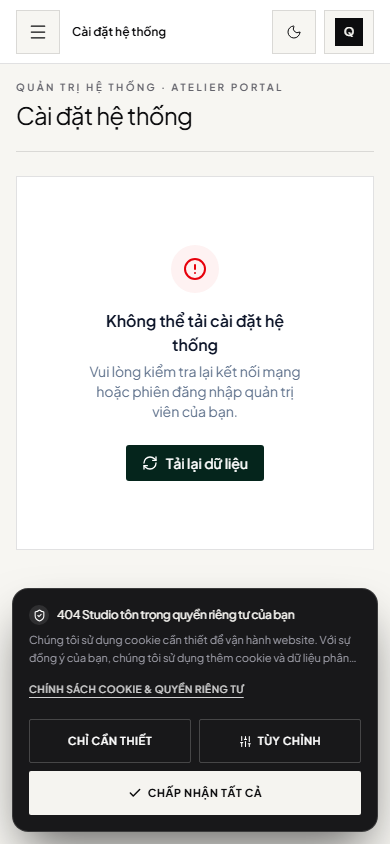 Cài đặt hệ thống
Q
QUẢN TRỊ HỆ THỐNG · ATELIER PORTAL
Cài đặt hệ thống
Không thể tải cài đặt hệ
thống
Vui lòng kiểm tra lại kết nối mạng
hoặc phiên đăng nhập quản trị
viên của bạn.
Tải lại dữ liệu
404 Studio tôn trọng quyền riêng tư của bạn
Chúng tôi sử dụng cookie cần thiết để vận hành website. Với sự
đồng ý của bạn, chúng tôi sử dụng thêm cookie và dữ liệu phân...
CHÍNH SÁCH COOKIE & QUYỀN RIÊNG TƯ
CHỈ CẦN THIẾT
TÙY CHỈNH
CHẤP NHẬN TẤT CẢ